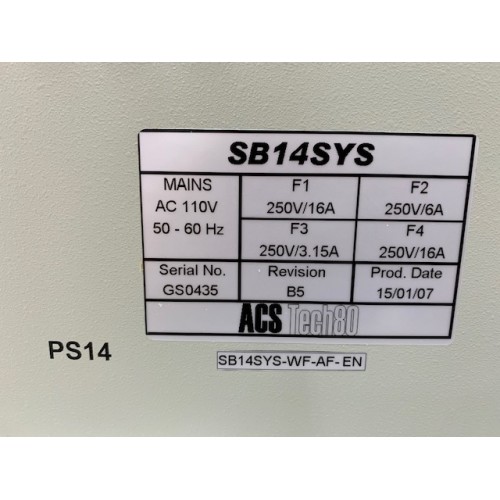 SB14SYS
MAINS
AC 110V
50 - 60 Hz
F1
250V/16A
F2
250V/6A
F3
250V/3.15A
F4
250V/16A
Serial No.
GS0435
Revision
B5
Prod. Date
15/01/07
ACS Tech80
PS14
SB14SYS-WF-AF-EN